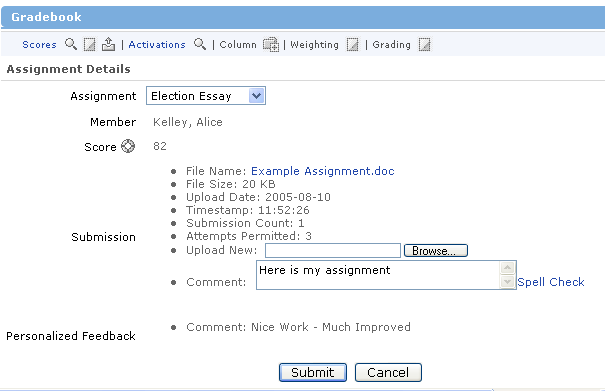 Gradebook
Scores | Activations | Column | Weighting | Grading
Assignment Details
Assignment Election Essay
Member Kelley, Alice
Score 82
Submission
File Name: Example Assignment.doc
File Size: 20 KB
Upload Date: 2005-08-10
Timestamp: 11:52:26
Submission Count: 1
Attempts Permitted: 3
Upload New: Browse...
Comment: Here is my assignment Spell Check
Personalized Feedback
Comment: Nice Work - Much Improved
Submit Cancel